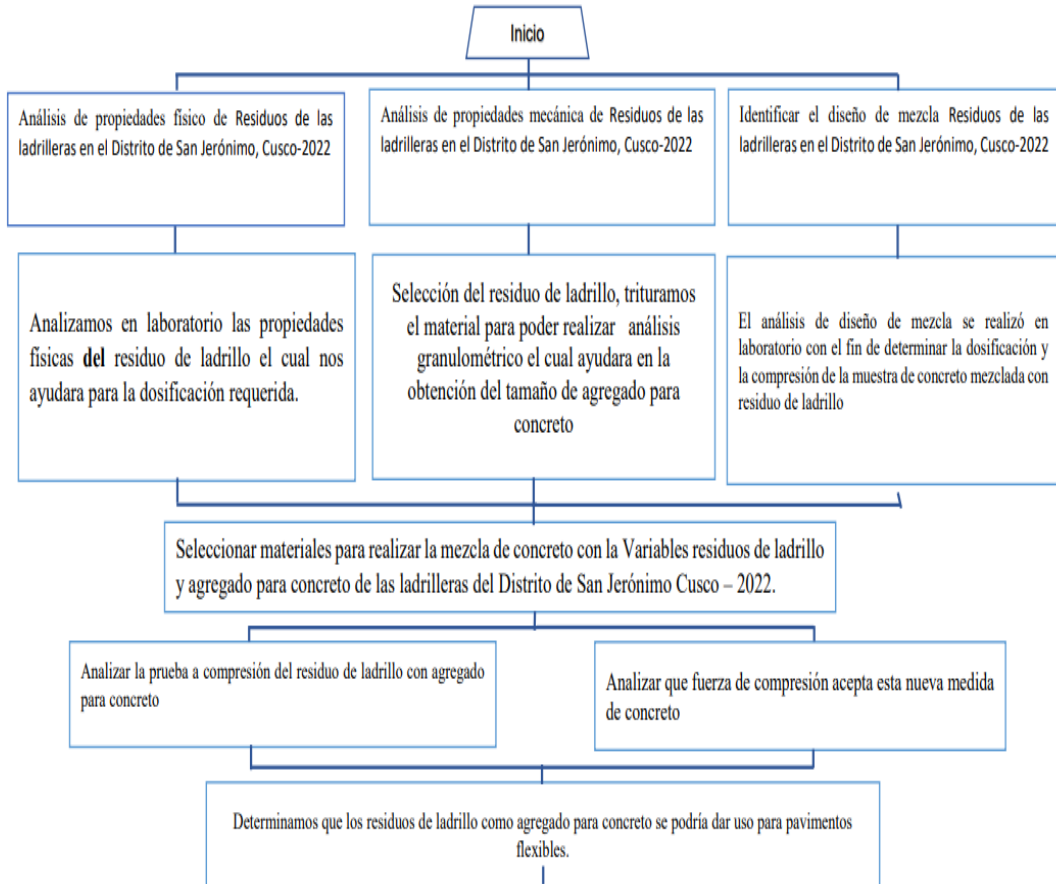 Inicio
Análisis de propiedades físico de Residuos de las
ladrilleras en el Distrito de San Jerónimo, Cusco-2022
Análisis de propiedades mecánica de Residuos de las
ladrilleras en el Distrito de San Jerónimo, Cusco-2022
Identificar el diseño de mezcla Residuos de las
ladrilleras en el Distrito de San Jerónimo, Cusco-2022
Analizamos en laboratorio las propiedades
físicas del residuo de ladrillo el cual nos
ayudara para la dosificación requerida.
Selección del residuo de ladrillo, trituramos
el material para poder realizar análisis
granulométrico el cual ayudara en la
obtención del tamaño de agregado para
concreto
El análisis de diseño de mezcla se realizó en
laboratorio con el fin de determinar la dosificación y
la compresión de la muestra de concreto mezclada con
residuo de ladrillo
Seleccionar materiales para realizar la mezcla de concreto con la Variables residuos de ladrillo
y agregado para concreto de las ladrilleras del Distrito de San Jerónimo Cusco – 2022.
Analizar la prueba a compresión del residuo de ladrillo con agregado
para concreto
Analizar que fuerza de compresión acepta esta nueva medida
de concreto
Determinamos que los residuos de ladrillo como agregado para concreto se podría dar uso para pavimentos
flexibles.